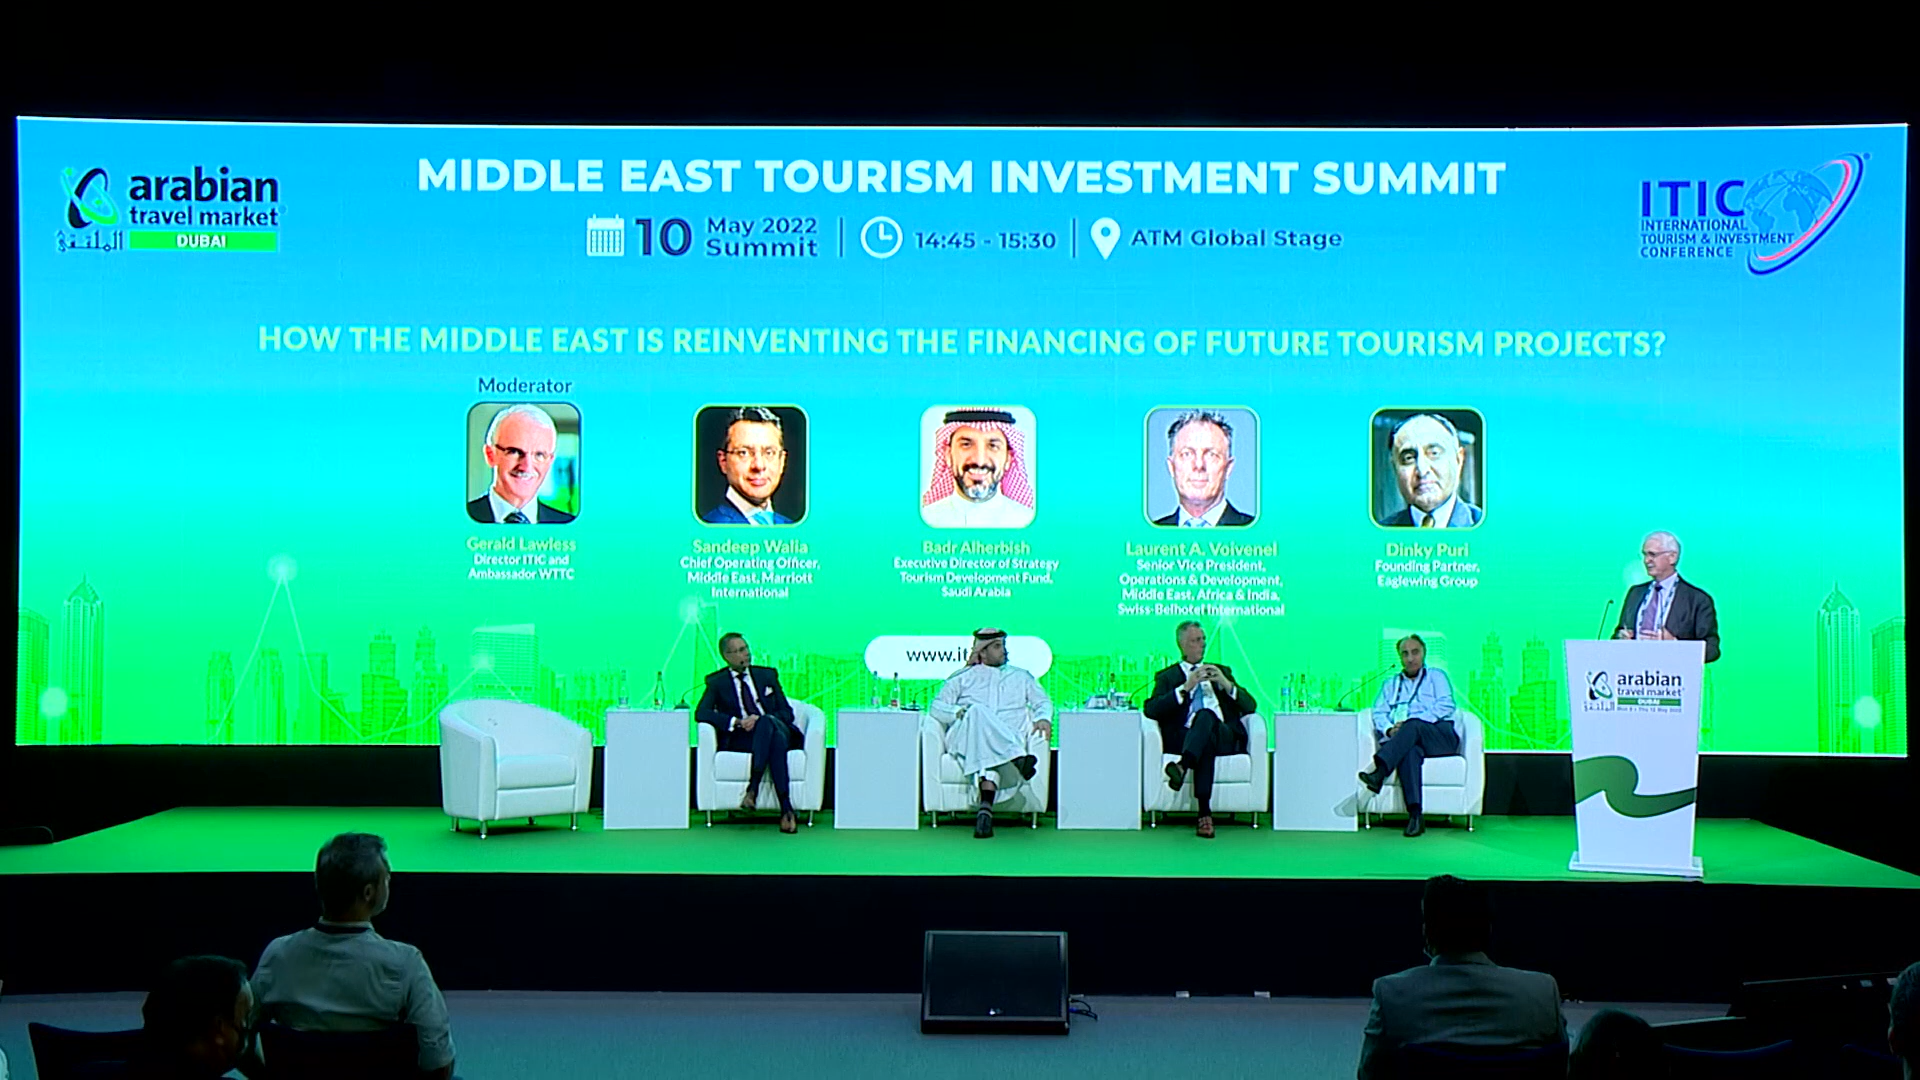 arabian
travel market
الملتقى
DUBAI
MIDDLE EAST TOURISM INVESTMENT SUMMIT
10 May 2022
Summit
14:45 - 15:30
ATM Global Stage
ITIC
INTERNATIONAL
TOURISM & INVESTMENT
CONFERENCE
HOW THE MIDDLE EAST IS REINVENTING THE FINANCING OF FUTURE TOURISM PROJECTS?
Moderator
Gerald Lawless
Director ITIC and
Ambassador WTTC
Sandeep Walia
Chief Operating Officer,
Middle East, Marriott
International
Badr Alherbish
Executive Director of Strategy
Tourism Development Fund,
Saudi Arabia
Laurent A. Voivenel
Senior Vice President,
Operations & Development,
Middle East, Africa & India,
Swiss-Belhotel International
Dinky Puri
Founding Partner,
Eaglewing Group
www.it
arabian
travel market
الملتقى
DUBAI